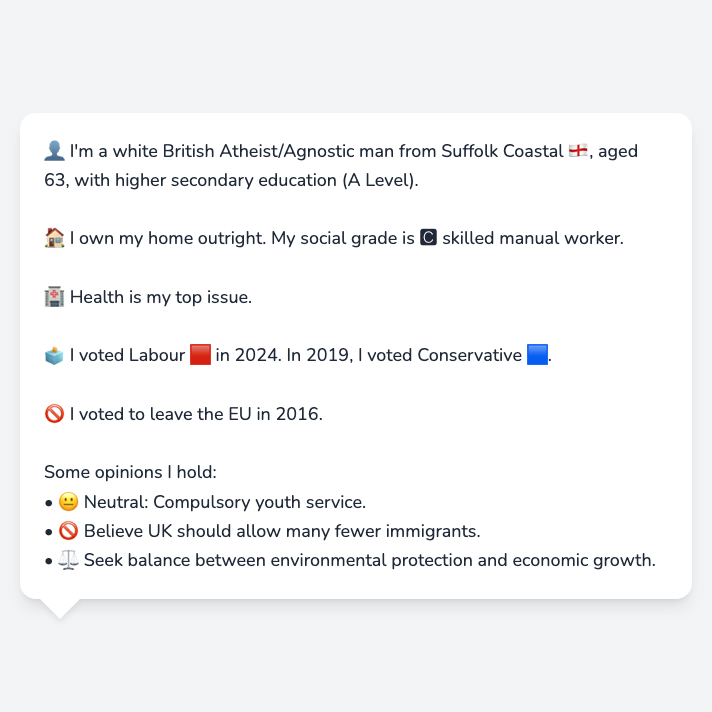 👤 I'm a white British Atheist/Agnostic man from Suffolk Coastal 🏴󠁧󠁢󠁥󠁮󠁧󠁿, aged
63, with higher secondary education (A Level).
🏠 I own my home outright. My social grade is 🅲 skilled manual worker.
🏥 Health is my top issue.
🗳️ I voted Labour 🟥 in 2024. In 2019, I voted Conservative 🟦.
🚫 I voted to leave the EU in 2016.
Some opinions I hold:
• 😐 Neutral: Compulsory youth service.
• 🚫 Believe UK should allow many fewer immigrants.
• ⚖️ Seek balance between environmental protection and economic growth.